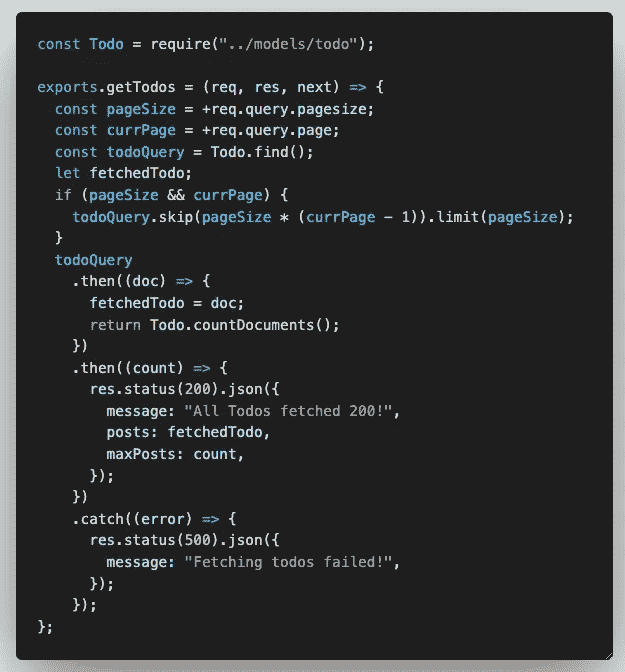 const Todo = require("../models/todo");

exports.getTodos = (req, res, next) => {
  const pageSize = +req.query.pagesize;
  const currPage = +req.query.page;
  const todoQuery = Todo.find();
  let fetchedTodo;
  if (pageSize && currPage) {
    todoQuery.skip(pageSize * (currPage - 1)).limit(pageSize);
  }
  todoQuery
    .then((doc) => {
      fetchedTodo = doc;
      return Todo.countDocuments();
    })
    .then((count) => {
      res.status(200).json({
        message: "All Todos fetched 200!",
        posts: fetchedTodo,
        maxPosts: count,
      });
    })
    .catch((error) => {
      res.status(500).json({
        message: "Fetching todos failed!",
      });
    });
};